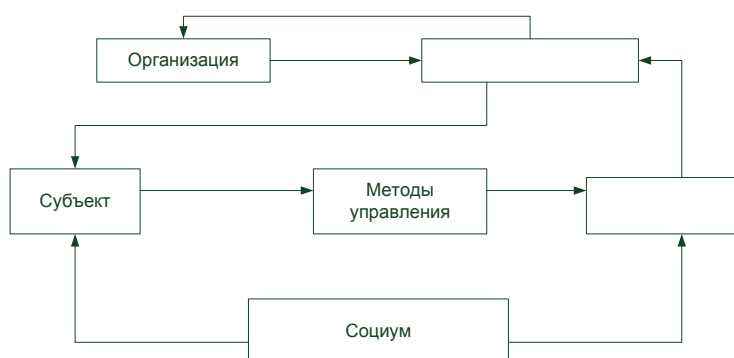 Организация
Субъект
Методы
управления
Социум